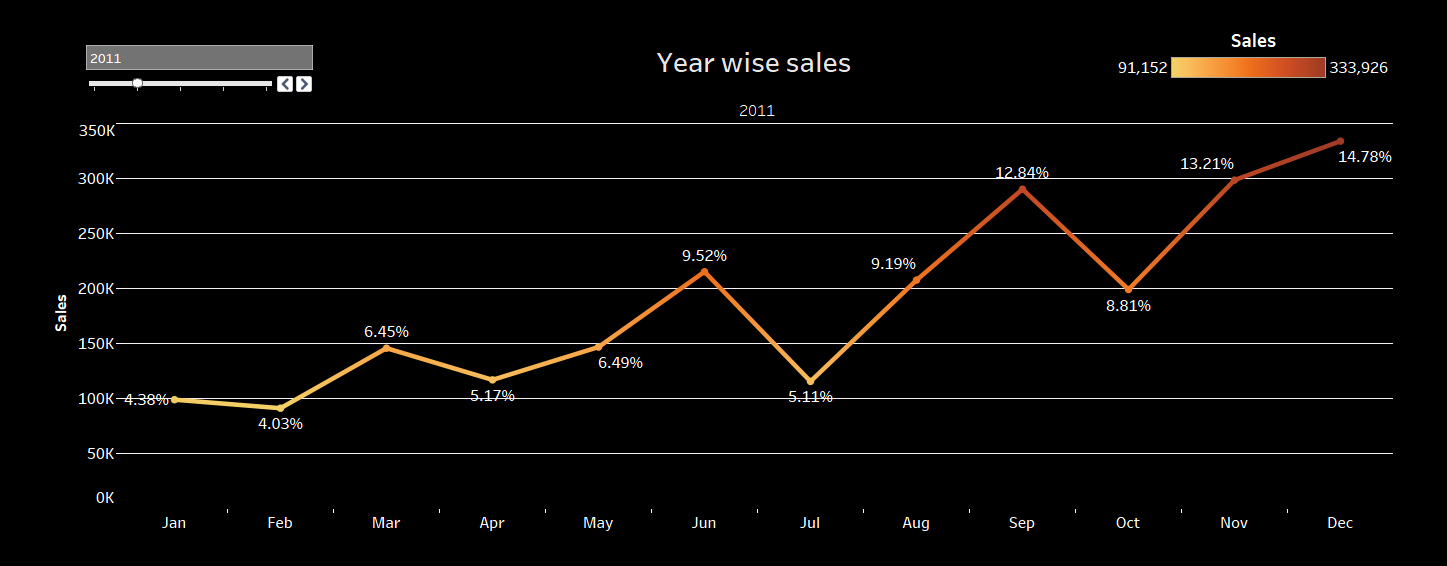 2011
Year wise sales
Sales
91,152 333,926
2011
350K
300K
250K
200K
150K
100K
50K
0K
Sales
4.38%
4.03%
6.45%
5.17%
6.49%
9.52%
5.11%
9.19%
12.84%
8.81%
13.21%
14.78%
Jan Feb Mar Apr May Jun Jul Aug Sep Oct Nov Dec